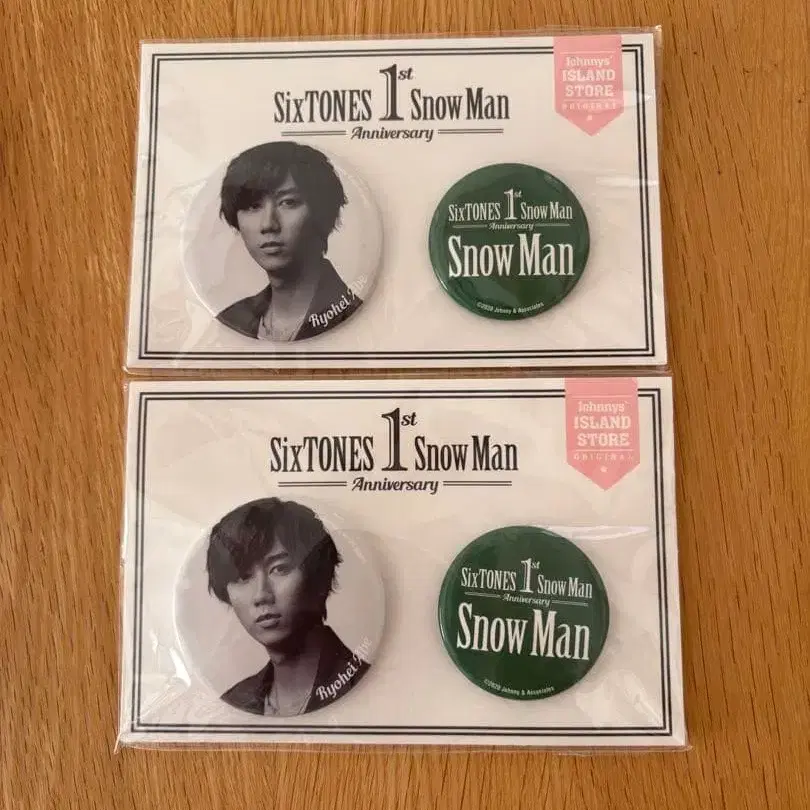 SixTONES 1st Snow Man
Anniversary
Johnnys'
ISLAND
STORE
ORIGINAL
Ryohei Abe
SixTONES 1st Snow Man
Anniversary
Snow Man
©2020 Johnny & Associates
SixTONES 1st Snow Man
Anniversary
Johnnys'
ISLAND
STORE
ORIGINAL
Ryohei Abe
SixTONES 1st Snow Man
Anniversary
Snow Man
©2020 Johnny & Associates